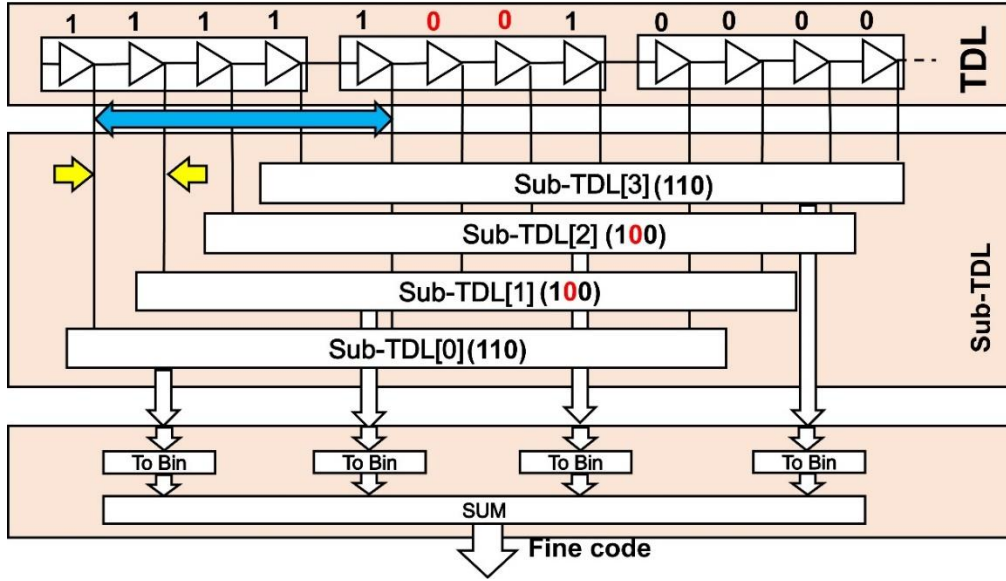 1 1 1 1 1 0 0 1 0 0 0 0
TDL
Sub-TDL[3] (110)
Sub-TDL[2] (100)
Sub-TDL[1] (100)
Sub-TDL[0] (110)
Sub-TDL
To Bin To Bin To Bin To Bin
SUM
Fine code